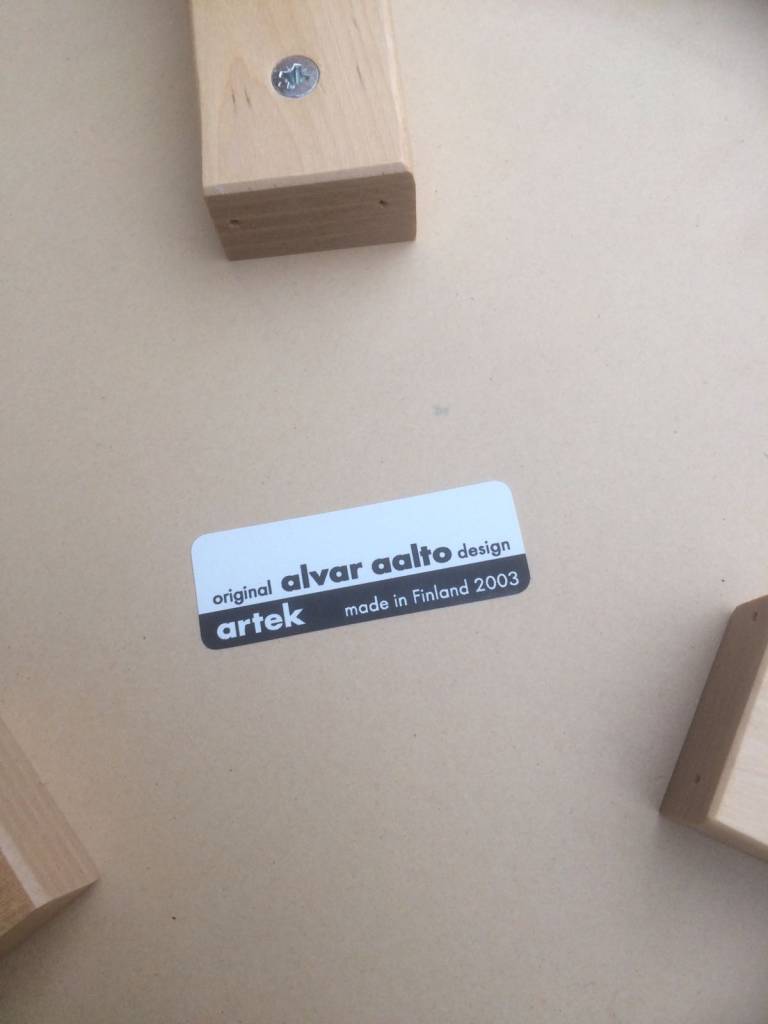 original alvar aalto design
artek made in Finland 2003